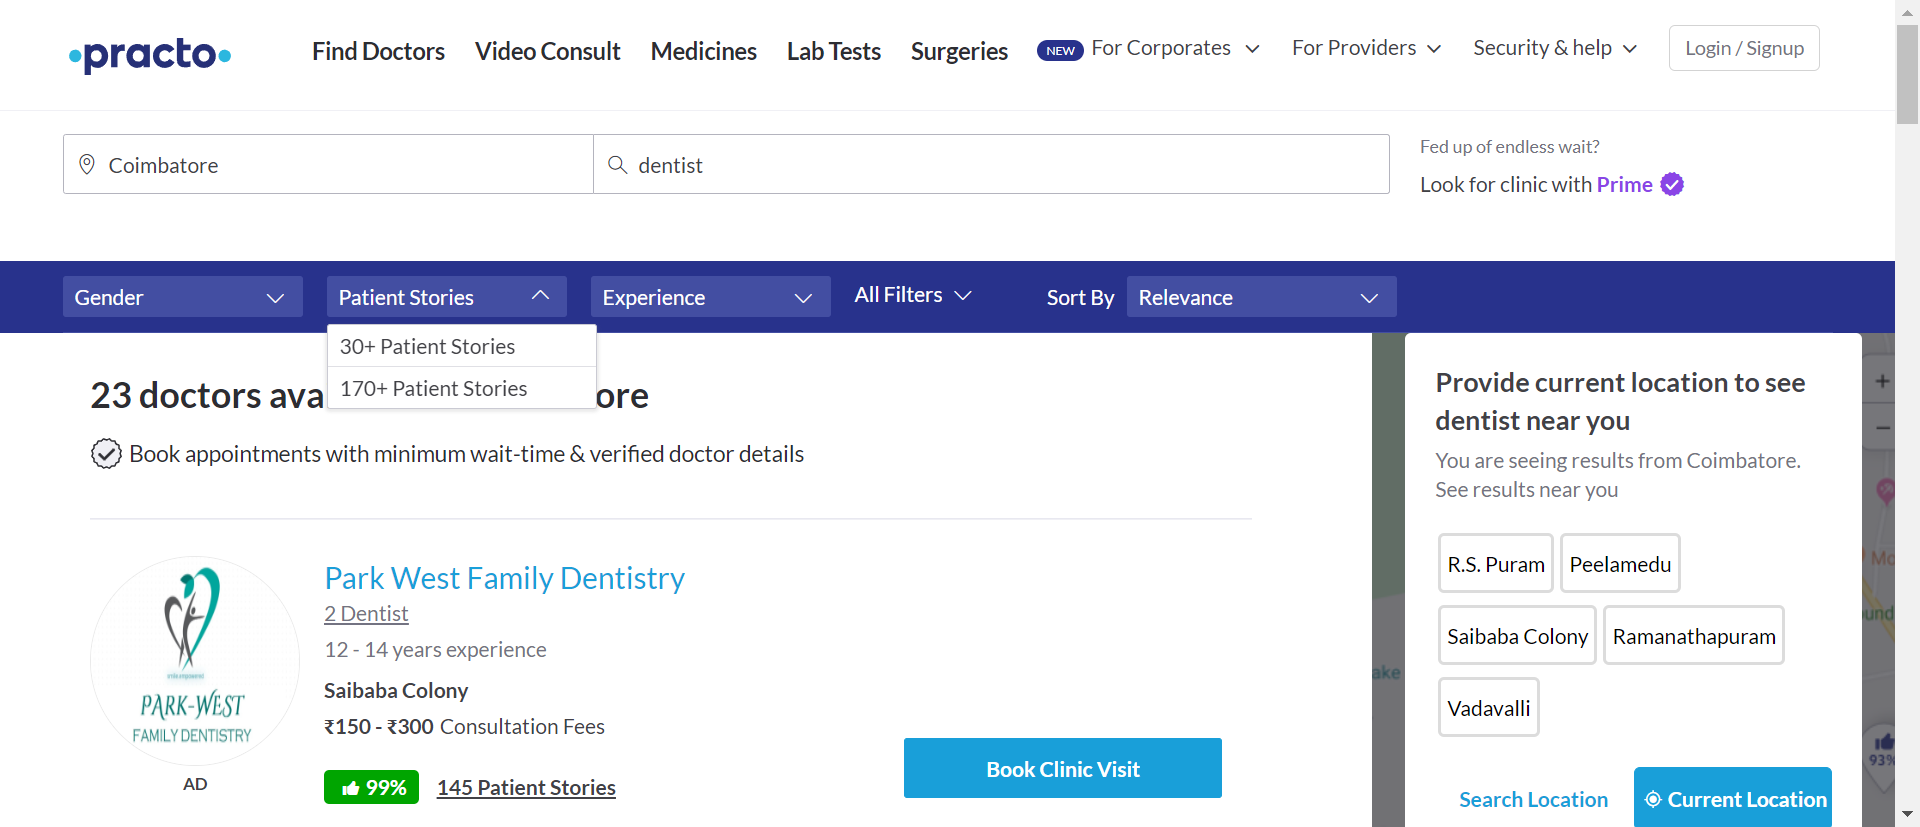 practo
Find Doctors
Video Consult
Medicines
Lab Tests
Surgeries
NEW
For Corporates
For Providers
Security & help
Login / Signup
Coimbatore
dentist
Fed up of endless wait?
Look for clinic with Prime
Gender
Patient Stories
Experience
All Filters
Sort By
Relevance
30+ Patient Stories
170+ Patient Stories
23 doctors ava
ore
Book appointments with minimum wait-time & verified doctor details
Park West Family Dentistry
2 Dentist
12 - 14 years experience
Saibaba Colony
₹150 - ₹300 Consultation Fees
PARK-WEST
FAMILY DENTISTRY
AD
99%
145 Patient Stories
Book Clinic Visit
Provide current location to see
dentist near you
You are seeing results from Coimbatore.
See results near you
R.S. Puram
Peelamedu
Saibaba Colony
Ramanathapuram
Vadavalli
Search Location
Current Location
+
−
Mo
und
ake
93%